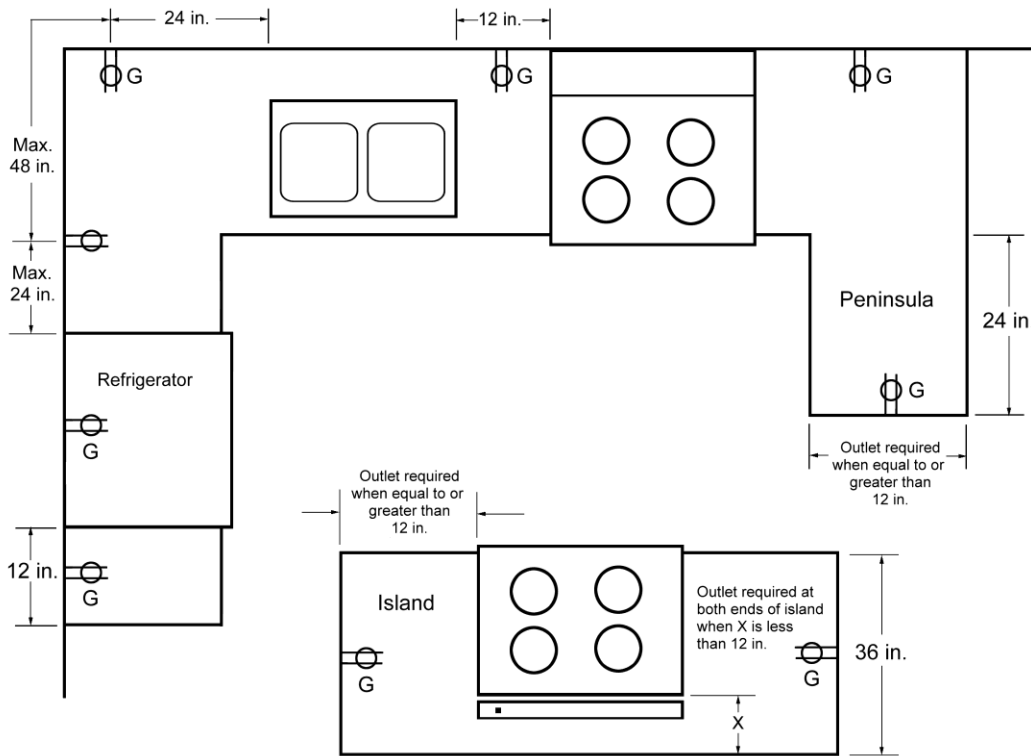 24 in.
12 in.
G
G
G
Max.
48 in.
Max.
24 in.
Peninsula
24 in
Refrigerator
G
G
Outlet required
when equal to or
greater than
12 in.
Outlet required
when equal to or
greater than
12 in.
12 in.
G
Island
Outlet required at
both ends of island
when X is less
than 12 in.
36 in.
G
G
X